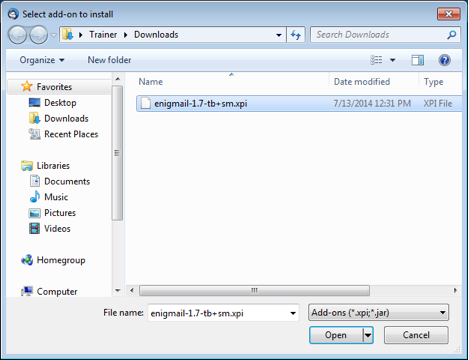 Select add-on to install
Trainer Downloads
Search Downloads
Organize New folder
Name Date modified Type
enigmail-1.7-tb+sm.xpi 7/13/2014 12:31 PM XPI File
Favorites
Desktop
Downloads
Recent Places
Libraries
Documents
Music
Pictures
Videos
Homegroup
Computer
File name: enigmail-1.7-tb+sm.xpi Add-ons (*.xpi;*.jar)
Open Cancel